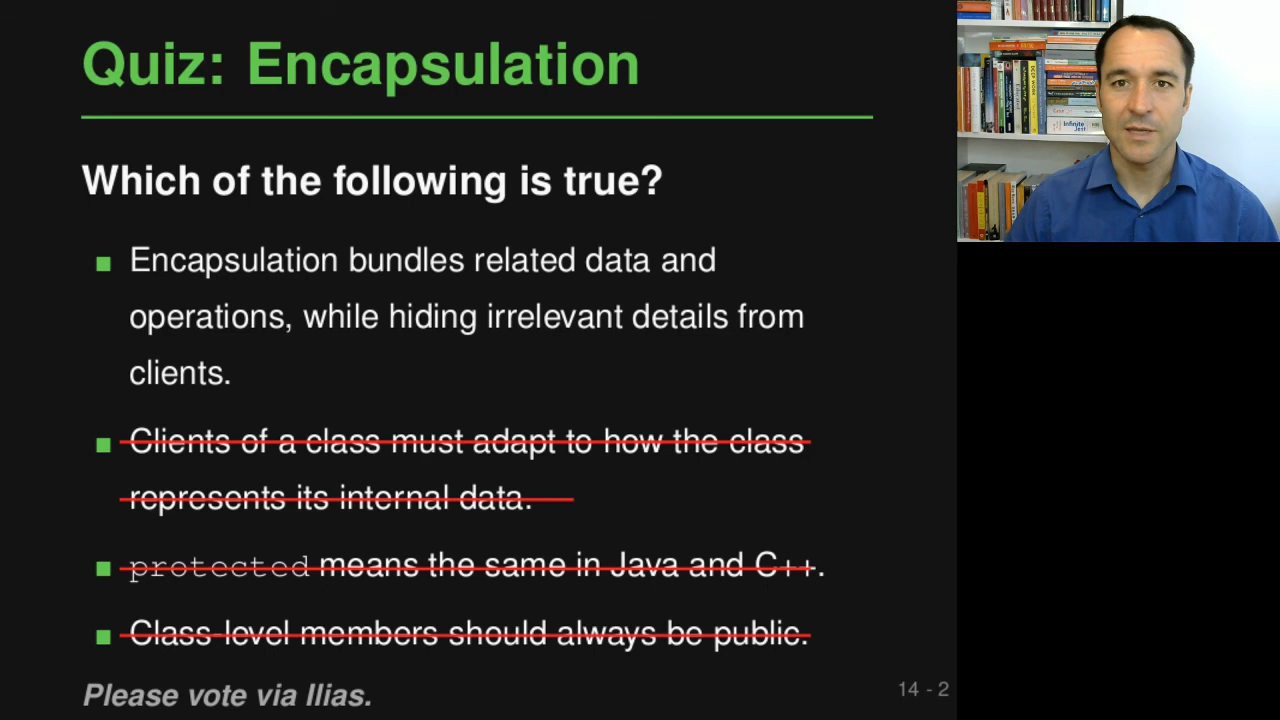 Quiz: Encapsulation
Which of the following is true?
Encapsulation bundles related data and
operations, while hiding irrelevant details from
clients.
Clients of a class must adapt to how the class
represents its internal data.
protected means the same in Java and C++.
Class-level members should always be public.
Please vote via Ilias.
14 - 2
Infinite
Jest